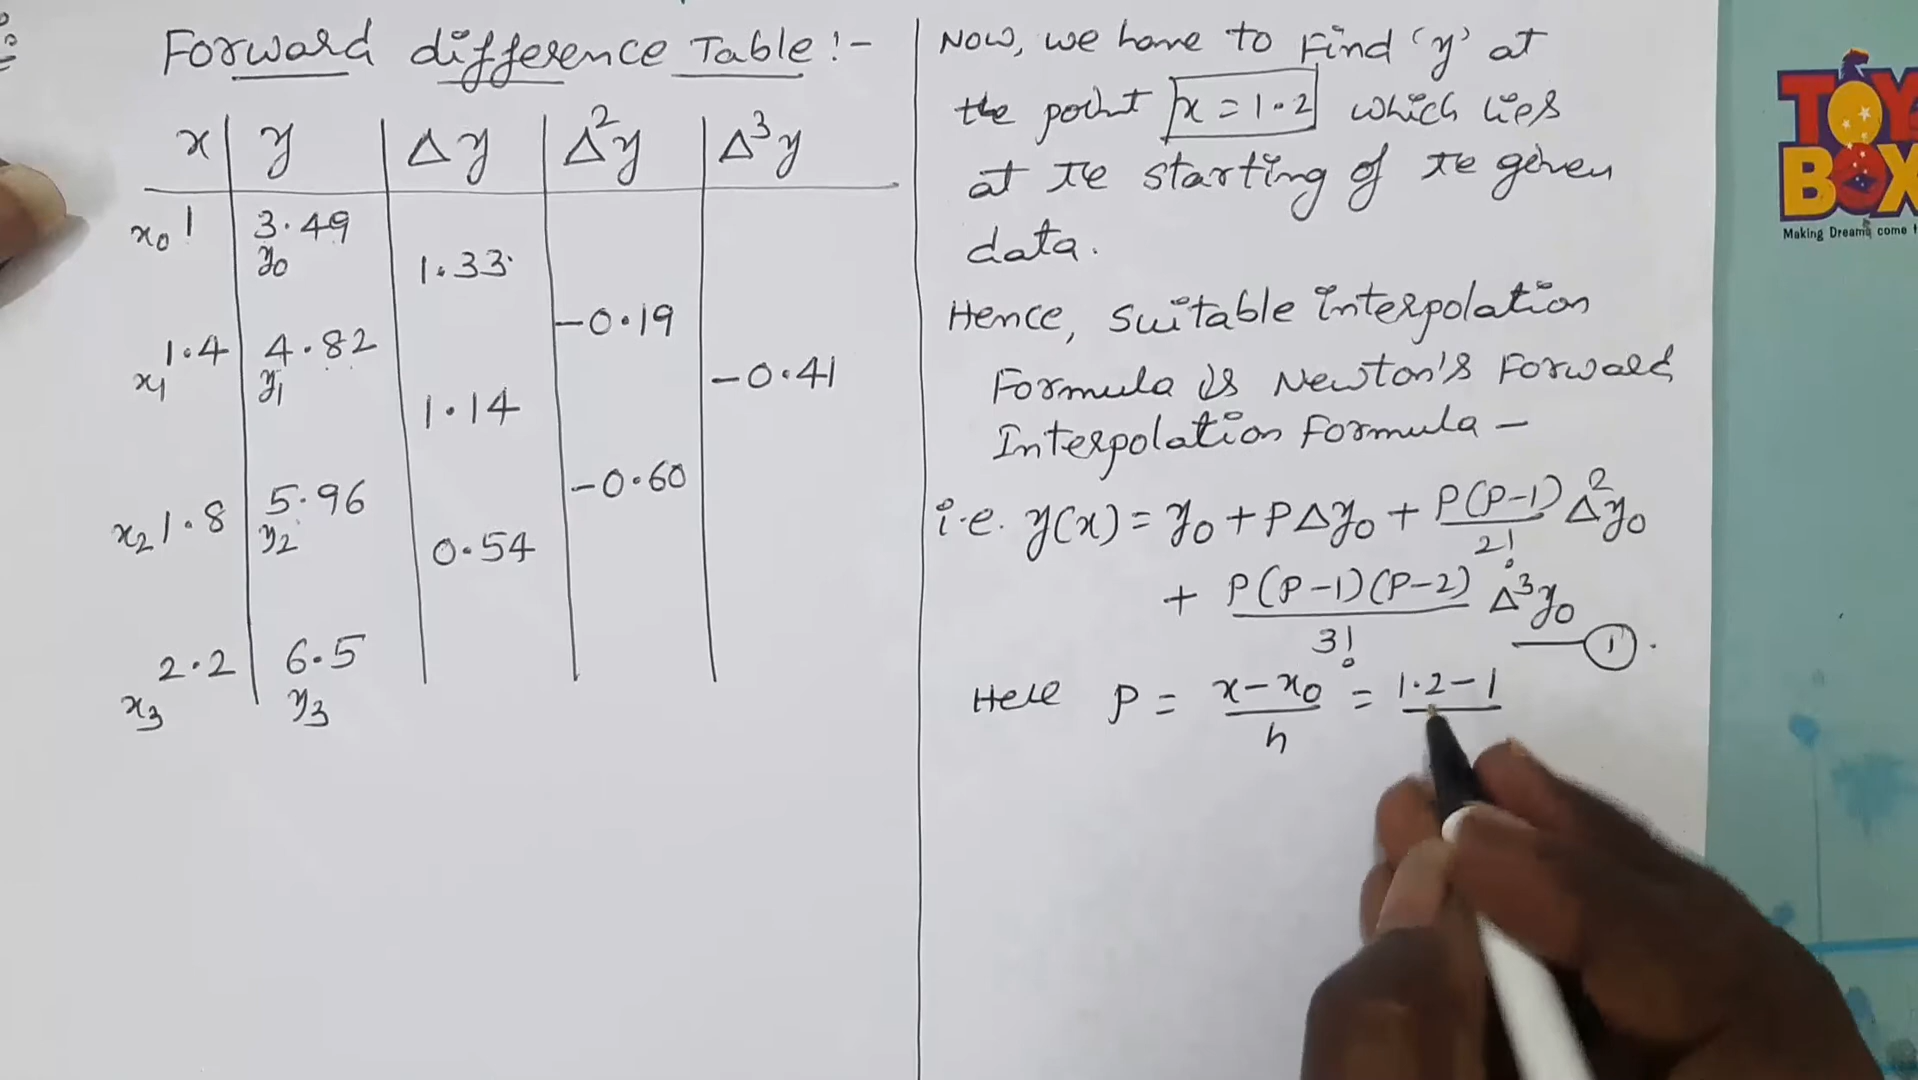 Forward difference Table :-
x y Δy Δ²y Δ³y
x₀ 1 3.49
y₀
1.33
-0.19
x₁ 1.4 4.82
y₁
-0.41
1.14
-0.60
x₂ 1.8 5.96
y₂
0.54
x₃ 2.2 6.5
y₃
Now, we have to Find 'y' at
the point x = 1.2 which lies
at the starting of the given
data.
Hence, suitable interpolation
Formula is Newton's Forward
Interpolation Formula -
i.e. y(x) = y₀ + PΔy₀ + P(P-1)/2! Δ²y₀
+ P(P-1)(P-2)/3! Δ³y₀ — ①.
Here P = x-x₀/h = 1.2-1
TOY
BOX
Making Dreams come